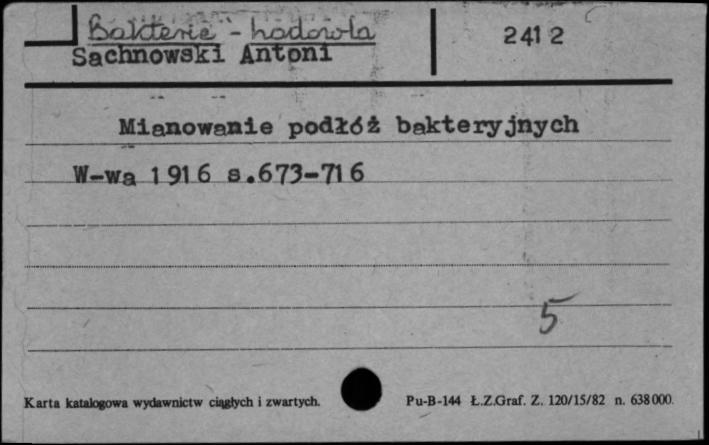 Bakterie - hodowla
2412
Sachnowski Antoni
Mianowanie podłóż bakteryjnych
W-wa 1916 s.673-716
5
Karta katalogowa wydawnictw ciągłych i zwartych.
Pu-B-144 Ł.Z.Graf. Z. 120/15/82 n. 638000.